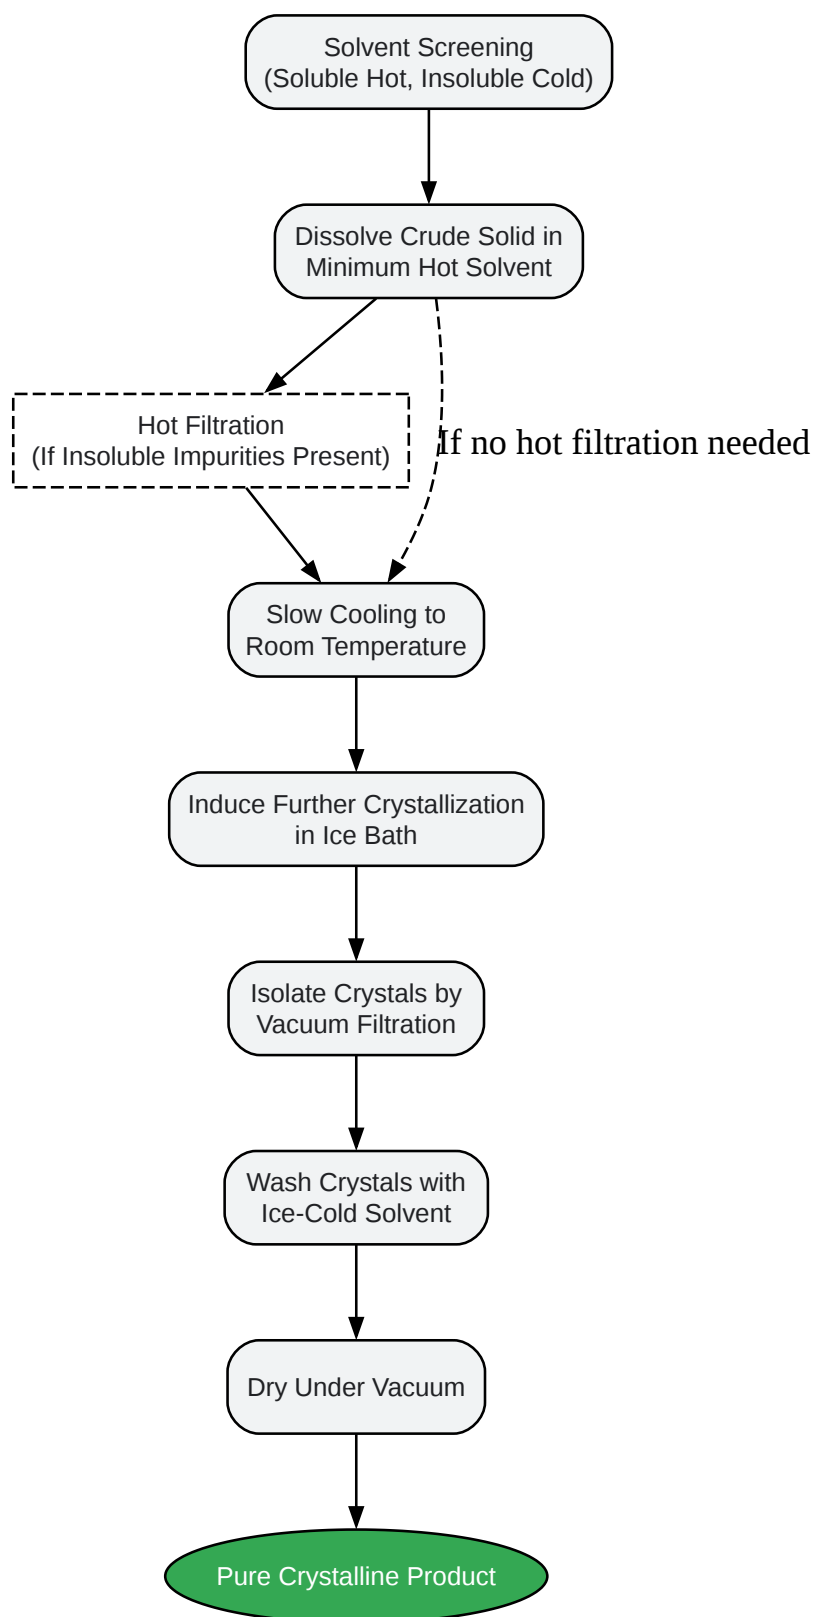 Solvent Screening
(Soluble Hot, Insoluble Cold)
Dissolve Crude Solid in
Minimum Hot Solvent
Hot Filtration
(If Insoluble Impurities Present)
If no hot filtration needed
Slow Cooling to
Room Temperature
Induce Further Crystallization
in Ice Bath
Isolate Crystals by
Vacuum Filtration
Wash Crystals with
Ice-Cold Solvent
Dry Under Vacuum
Pure Crystalline Product